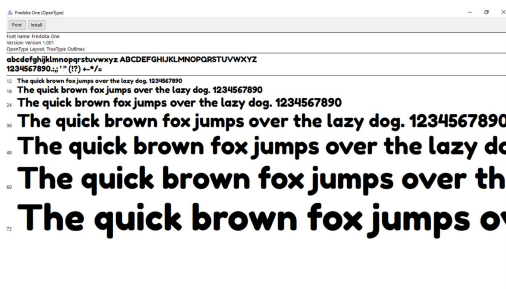 Fredoka One (OpenType)
Print Install
Font name: Fredoka One
Version: Version 1.001
OpenType Layout, TrueType Outlines
abcdefghijklmnopqrstuvwxyz ABCDEFGHIJKLMNOPQRSTUVWXYZ
1234567890.:,; ' " (!?) +-*/=
12 The quick brown fox jumps over the lazy dog. 1234567890
18 The quick brown fox jumps over the lazy dog. 1234567890
24 The quick brown fox jumps over the lazy dog. 1234567890
36 The quick brown fox jumps over the lazy dog. 1234567890
48 The quick brown fox jumps over the lazy do
60 The quick brown fox jumps over th
72 The quick brown fox jumps ov